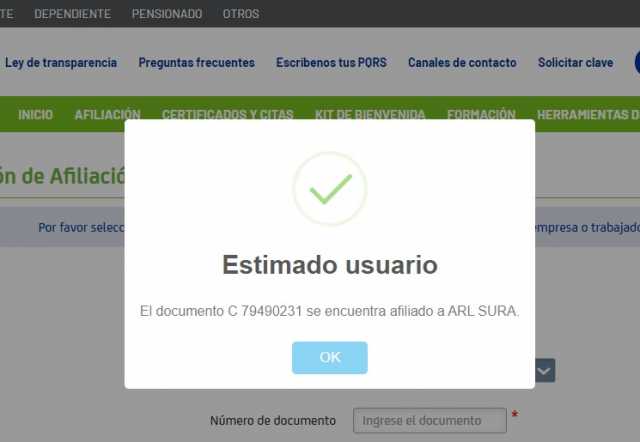 TE DEPENDIENTE PENSIONADO OTROS
Ley de transparencia Preguntas frecuentes Escríbenos tus PQRS Canales de contacto Solicitar clave
INICIO AFILIACIÓN CERTIFICADOS Y CITAS KIT DE BIENVENIDA FORMACIÓN HERRAMIENTAS D
ón de Afiliació
Por favor selecc empresa o trabajado
Estimado usuario
El documento C 79490231 se encuentra afiliado a ARL SURA.
OK
Número de documento Ingrese el documento *